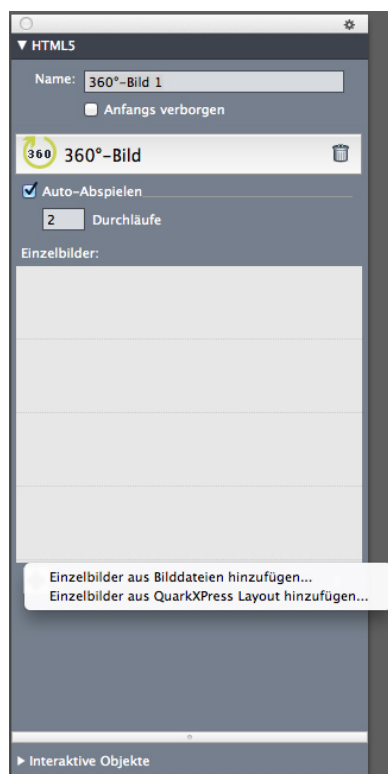 ▼ HTML5
Name: 360°-Bild 1
Anfangs verborgen
360 360°-Bild
Auto-Abspielen
2 Durchläufe
Einzelbilder:
Einzelbilder aus Bilddateien hinzufügen...
Einzelbilder aus QuarkXPress Layout hinzufügen...
▶ Interaktive Objekte